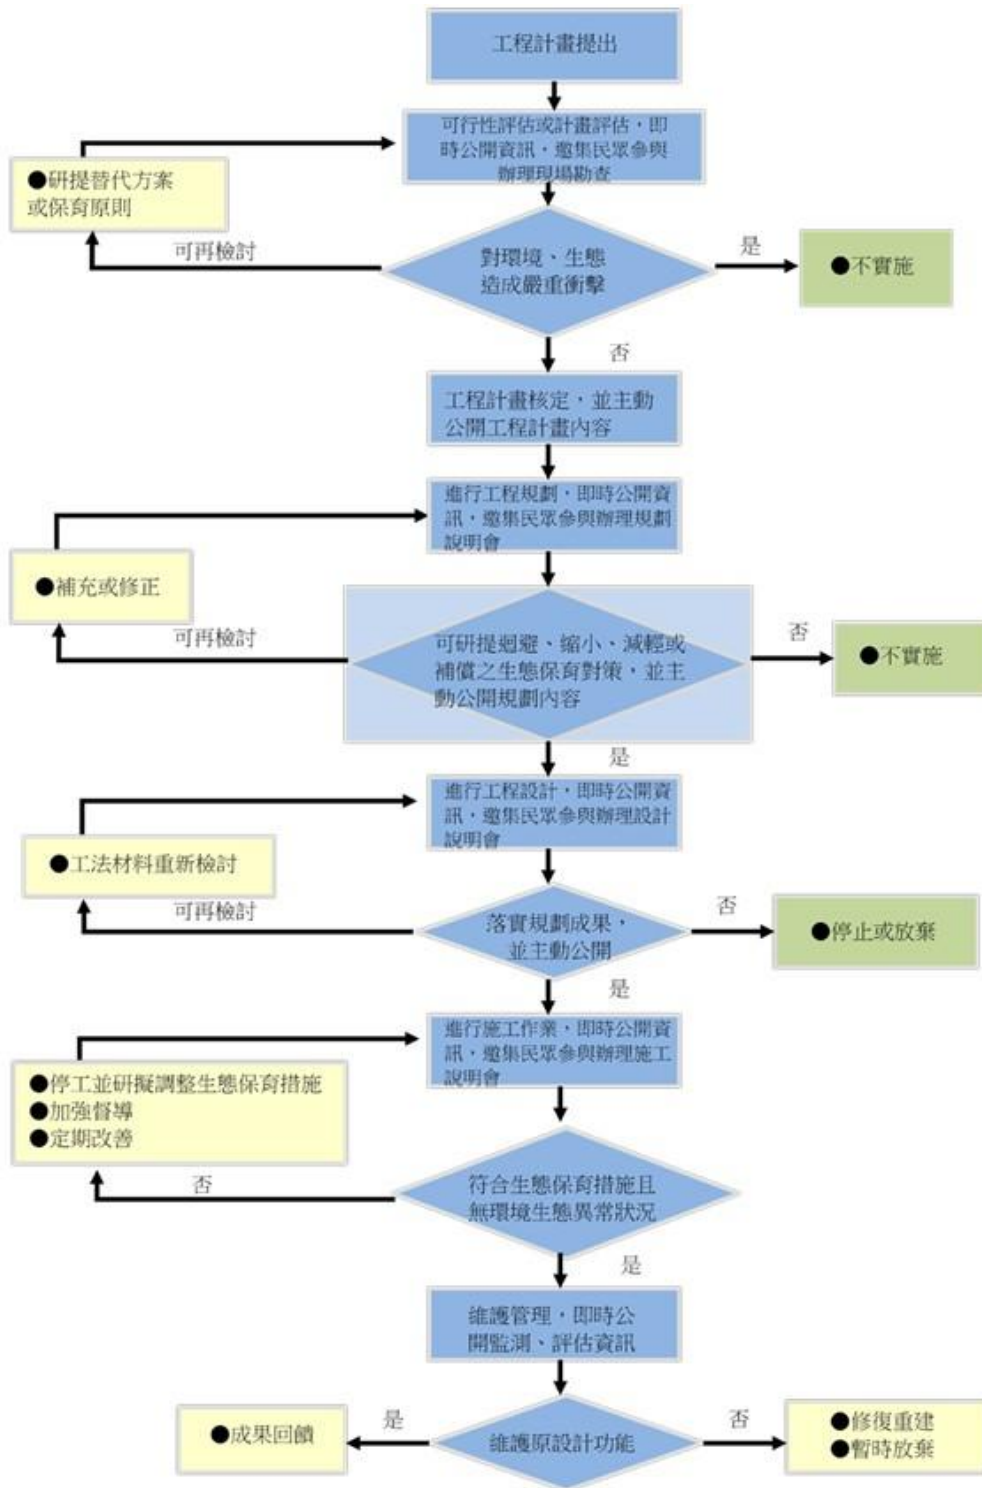 工程計畫提出
可行性評估或計畫評估，即
時公開資訊，邀集民眾參與
辦理現場勘查
●研提替代方案
或保育原則
可再檢討
對環境、生態
造成嚴重衝擊
是
●不實施
否
工程計畫核定，並主動
公開工程計畫內容
進行工程規劃，即時公開資
訊，邀集民眾參與辦理規劃
說明會
●補充或修正
可再檢討
可研提迴避、縮小、減輕或
補償之生態保育對策，並主
動公開規劃內容
否
●不實施
是
進行工程設計，即時公開資
訊，邀集民眾參與辦理設計
說明會
●工法材料重新檢討
可再檢討
落實規劃成果，
並主動公開
否
●停止或放棄
是
進行施工作業，即時公開資
訊，邀集民眾參與辦理施工
說明會
●停工並研擬調整生態保育措施
●加強督導
●定期改善
否
符合生態保育措施且
無環境生態異常狀況
是
維護管理，即時公
開監測、評估資訊
●成果回饋
是
維護原設計功能
否
●修復重建
●暫時放棄